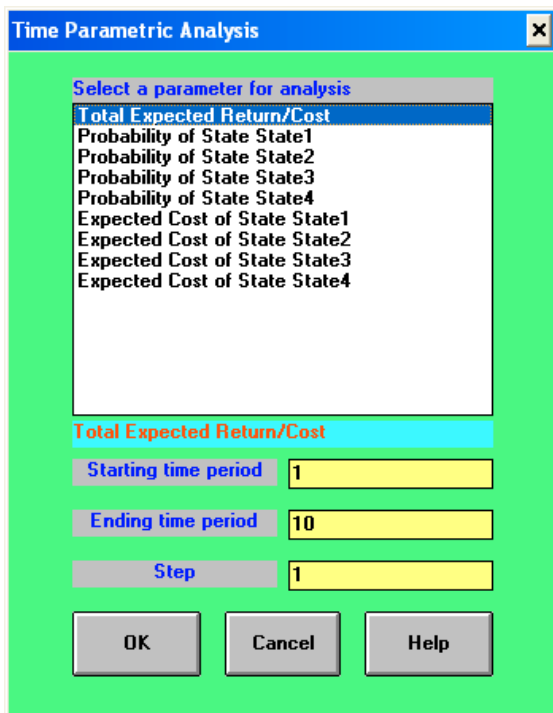 Time Parametric Analysis
Select a parameter for analysis
Total Expected Return/Cost
Probability of State State1
Probability of State State2
Probability of State State3
Probability of State State4
Expected Cost of State State1
Expected Cost of State State2
Expected Cost of State State3
Expected Cost of State State4
Total Expected Return/Cost
Starting time period 1
Ending time period 10
Step 1
OK Cancel Help